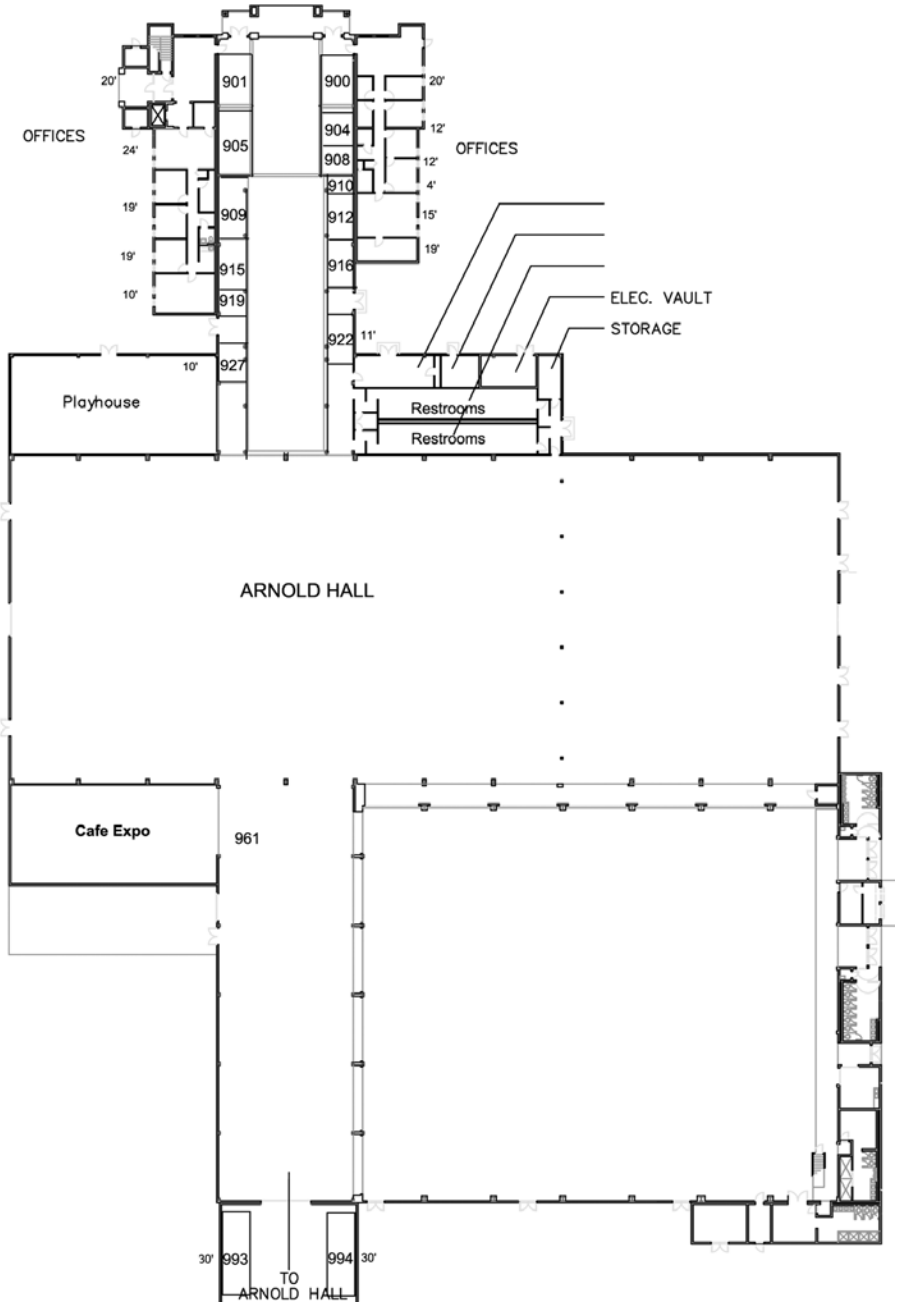 901
900
20'
20'
904
OFFICES
12'
905
24'
OFFICES
908
12'
910
4'
19'
909
912
15'
19'
19'
915
916
10'
919
ELEC. VAULT
STORAGE
922
11'
10'
927
Playhouse
Restrooms
Restrooms
ARNOLD HALL
Cafe Expo
961
30'
993
994
30'
TO
ARNOLD HALL